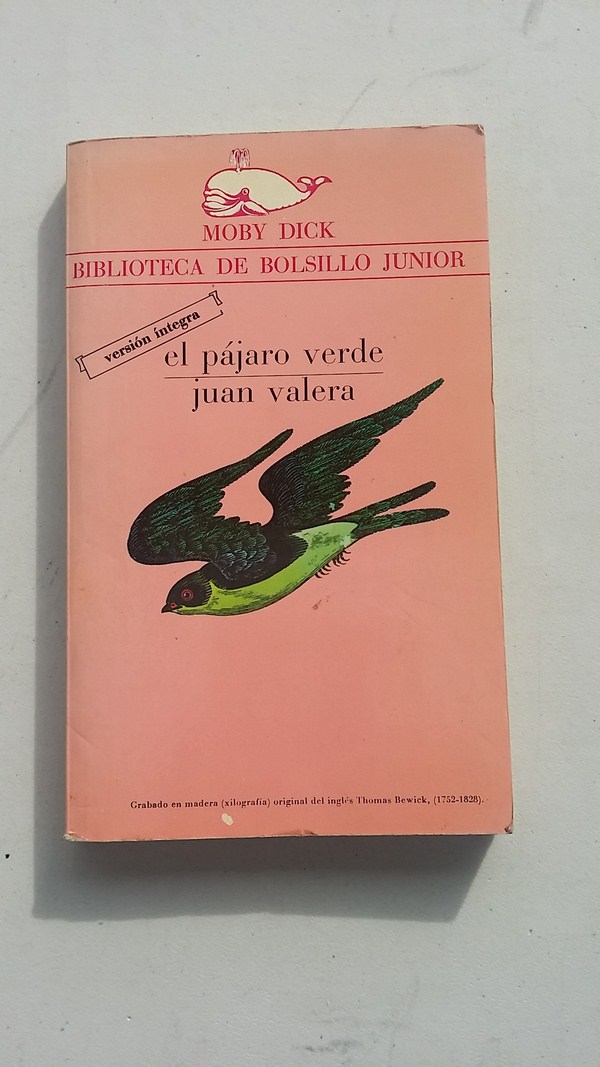 MOBY DICK
BIBLIOTECA DE BOLSILLO JUNIOR
versión íntegra
el pájaro verde
juan valera
Grabado en madera (xilografía) original del inglés Thomas Bewick, (1752-1828).